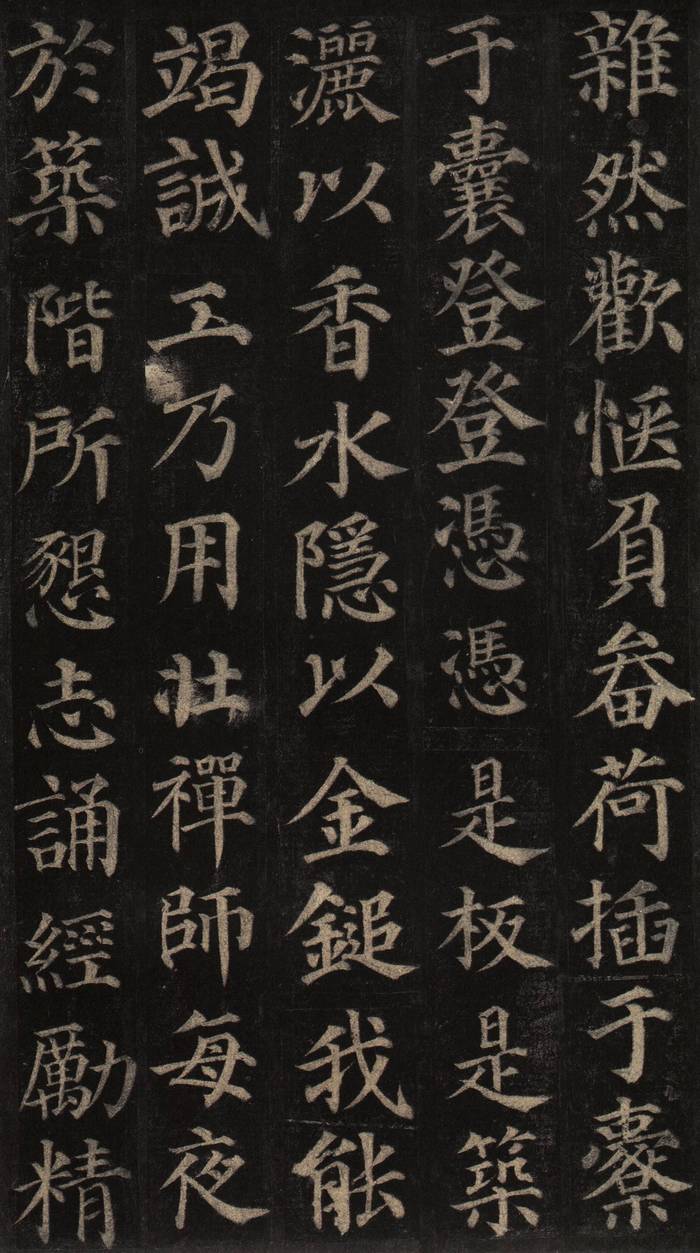 雜然歡愜負畚荷插于橐
于囊登登憑憑是板是築
灑以香水隱以金鎚我能
竭誠工乃用壯禪師每夜
於築階所懇志誦經勵精